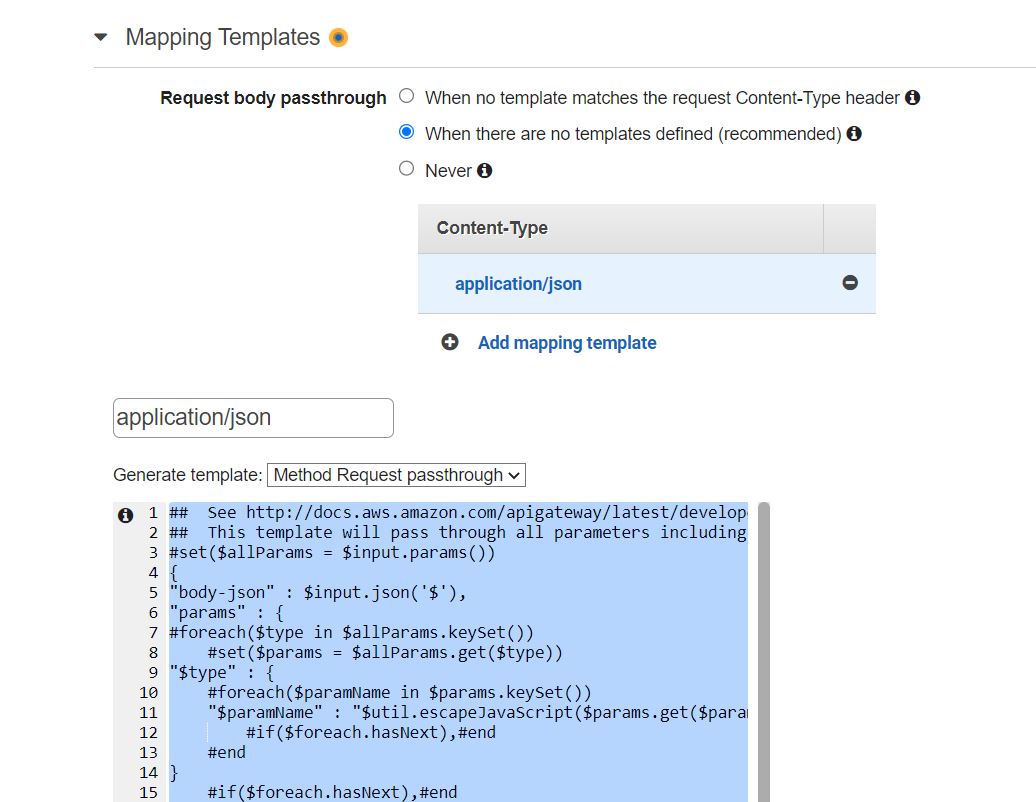 Mapping Templates
Request body passthrough
When no template matches the request Content-Type header
When there are no templates defined (recommended)
Never
Content-Type
application/json
Add mapping template
application/json
Generate template: Method Request passthrough
1 ##  See http://docs.aws.amazon.com/apigateway/latest/develop
2 ##  This template will pass through all parameters including
3 #set($allParams = $input.params())
4 {
5 "body-json" : $input.json('$'),
6 "params" : {
7 #foreach($type in $allParams.keySet())
8     #set($params = $allParams.get($type))
9 "$type" : {
10     #foreach($paramName in $params.keySet())
11     "$paramName" : "$util.escapeJavaScript($params.get($para
12         #if($foreach.hasNext),#end
13     #end
14 }
15     #if($foreach.hasNext),#end